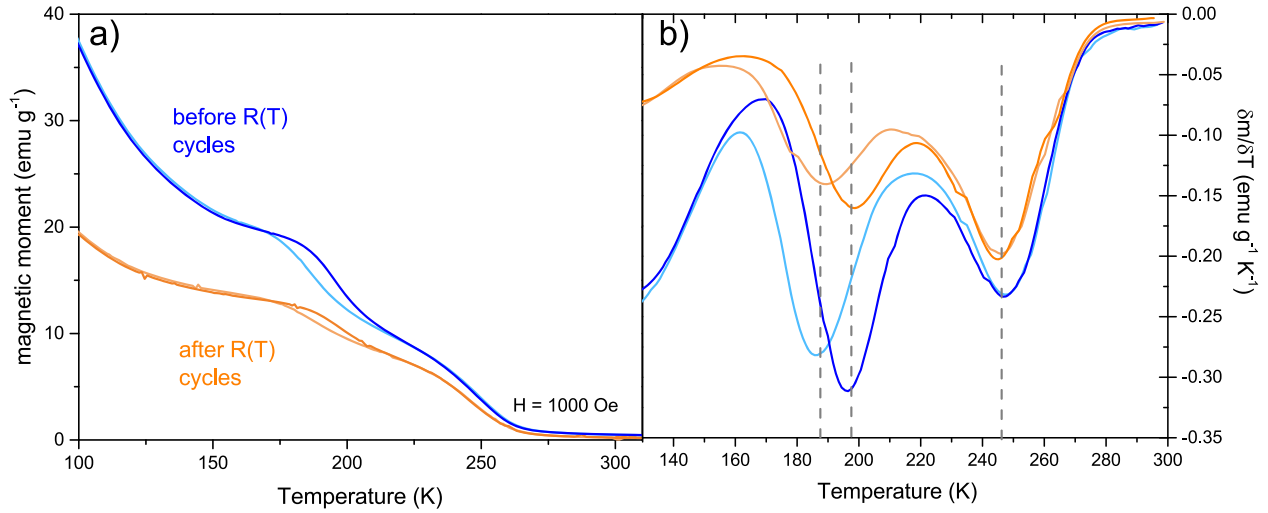 a)
before R(T)
cycles
after R(T)
cycles
H = 1000 Oe
magnetic moment (emu g⁻¹)
40
30
20
10
0
100
150
200
250
300
Temperature (K)
b)
140
160
180
200
220
240
260
280
300
Temperature (K)
0.00
-0.05
-0.10
-0.15
-0.20
-0.25
-0.30
-0.35
δm/δT (emu g⁻¹ K⁻¹)